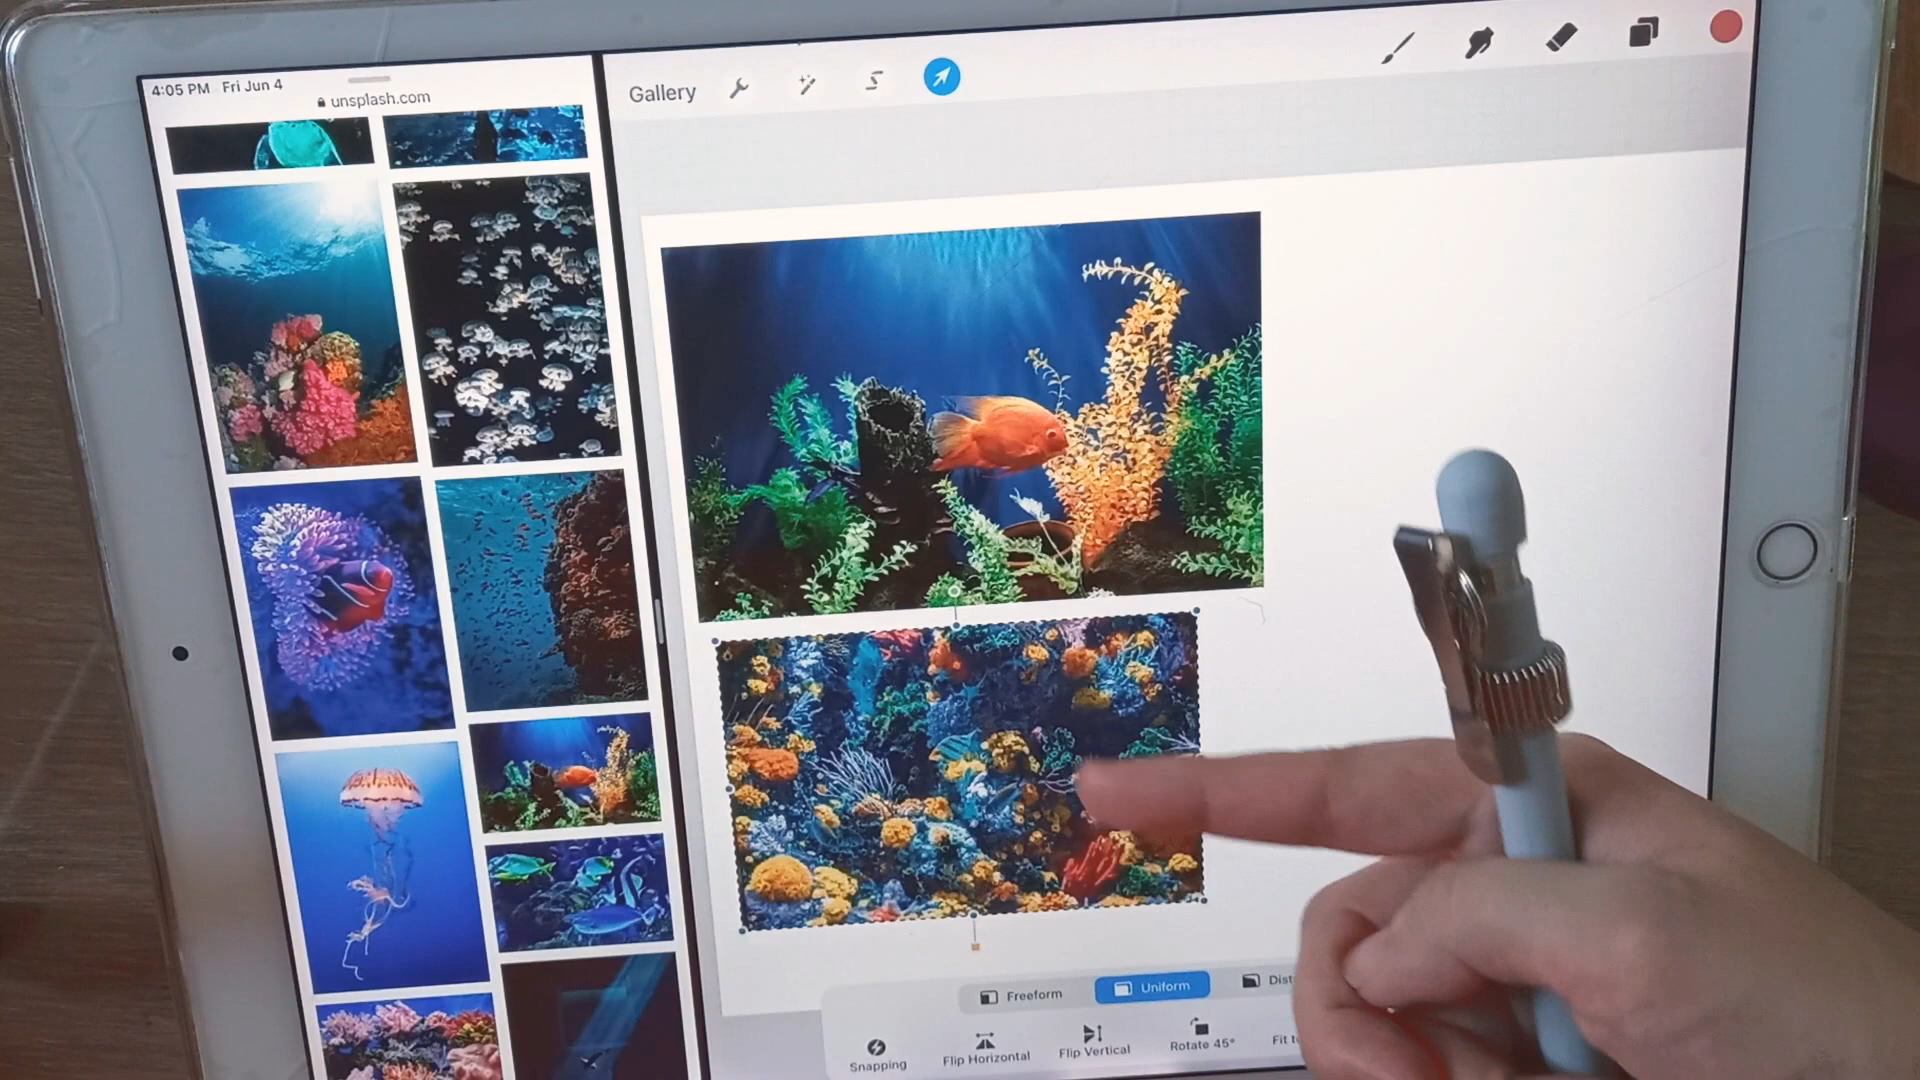 4:05 PM Fri Jun 4
unsplash.com
Gallery
Freeform
Uniform
Snapping
Flip Horizontal
Flip Vertical
Rotate 45°